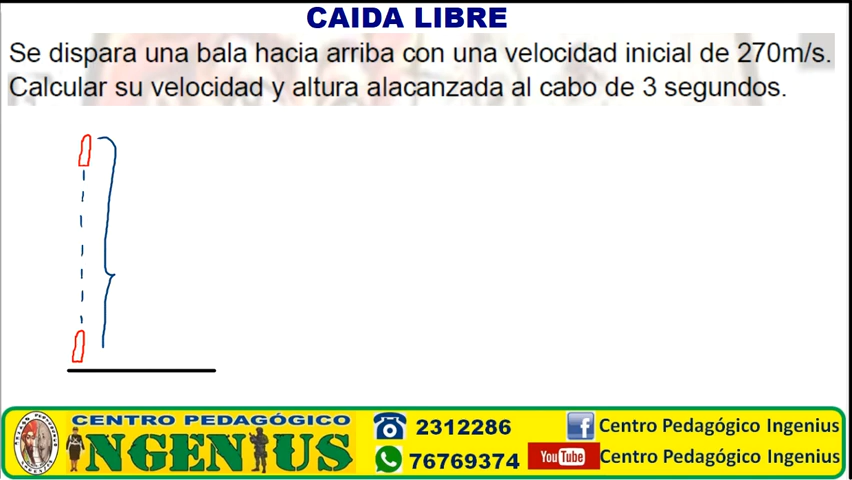 CAIDA LIBRE
Se dispara una bala hacia arriba con una velocidad inicial de 270m/s.
Calcular su velocidad y altura alacanzada al cabo de 3 segundos.
CENTRO PEDAGÓGICO
INGENIUS
2312286
76769374
Centro Pedagógico Ingenius
YouTube Centro Pedagógico Ingenius